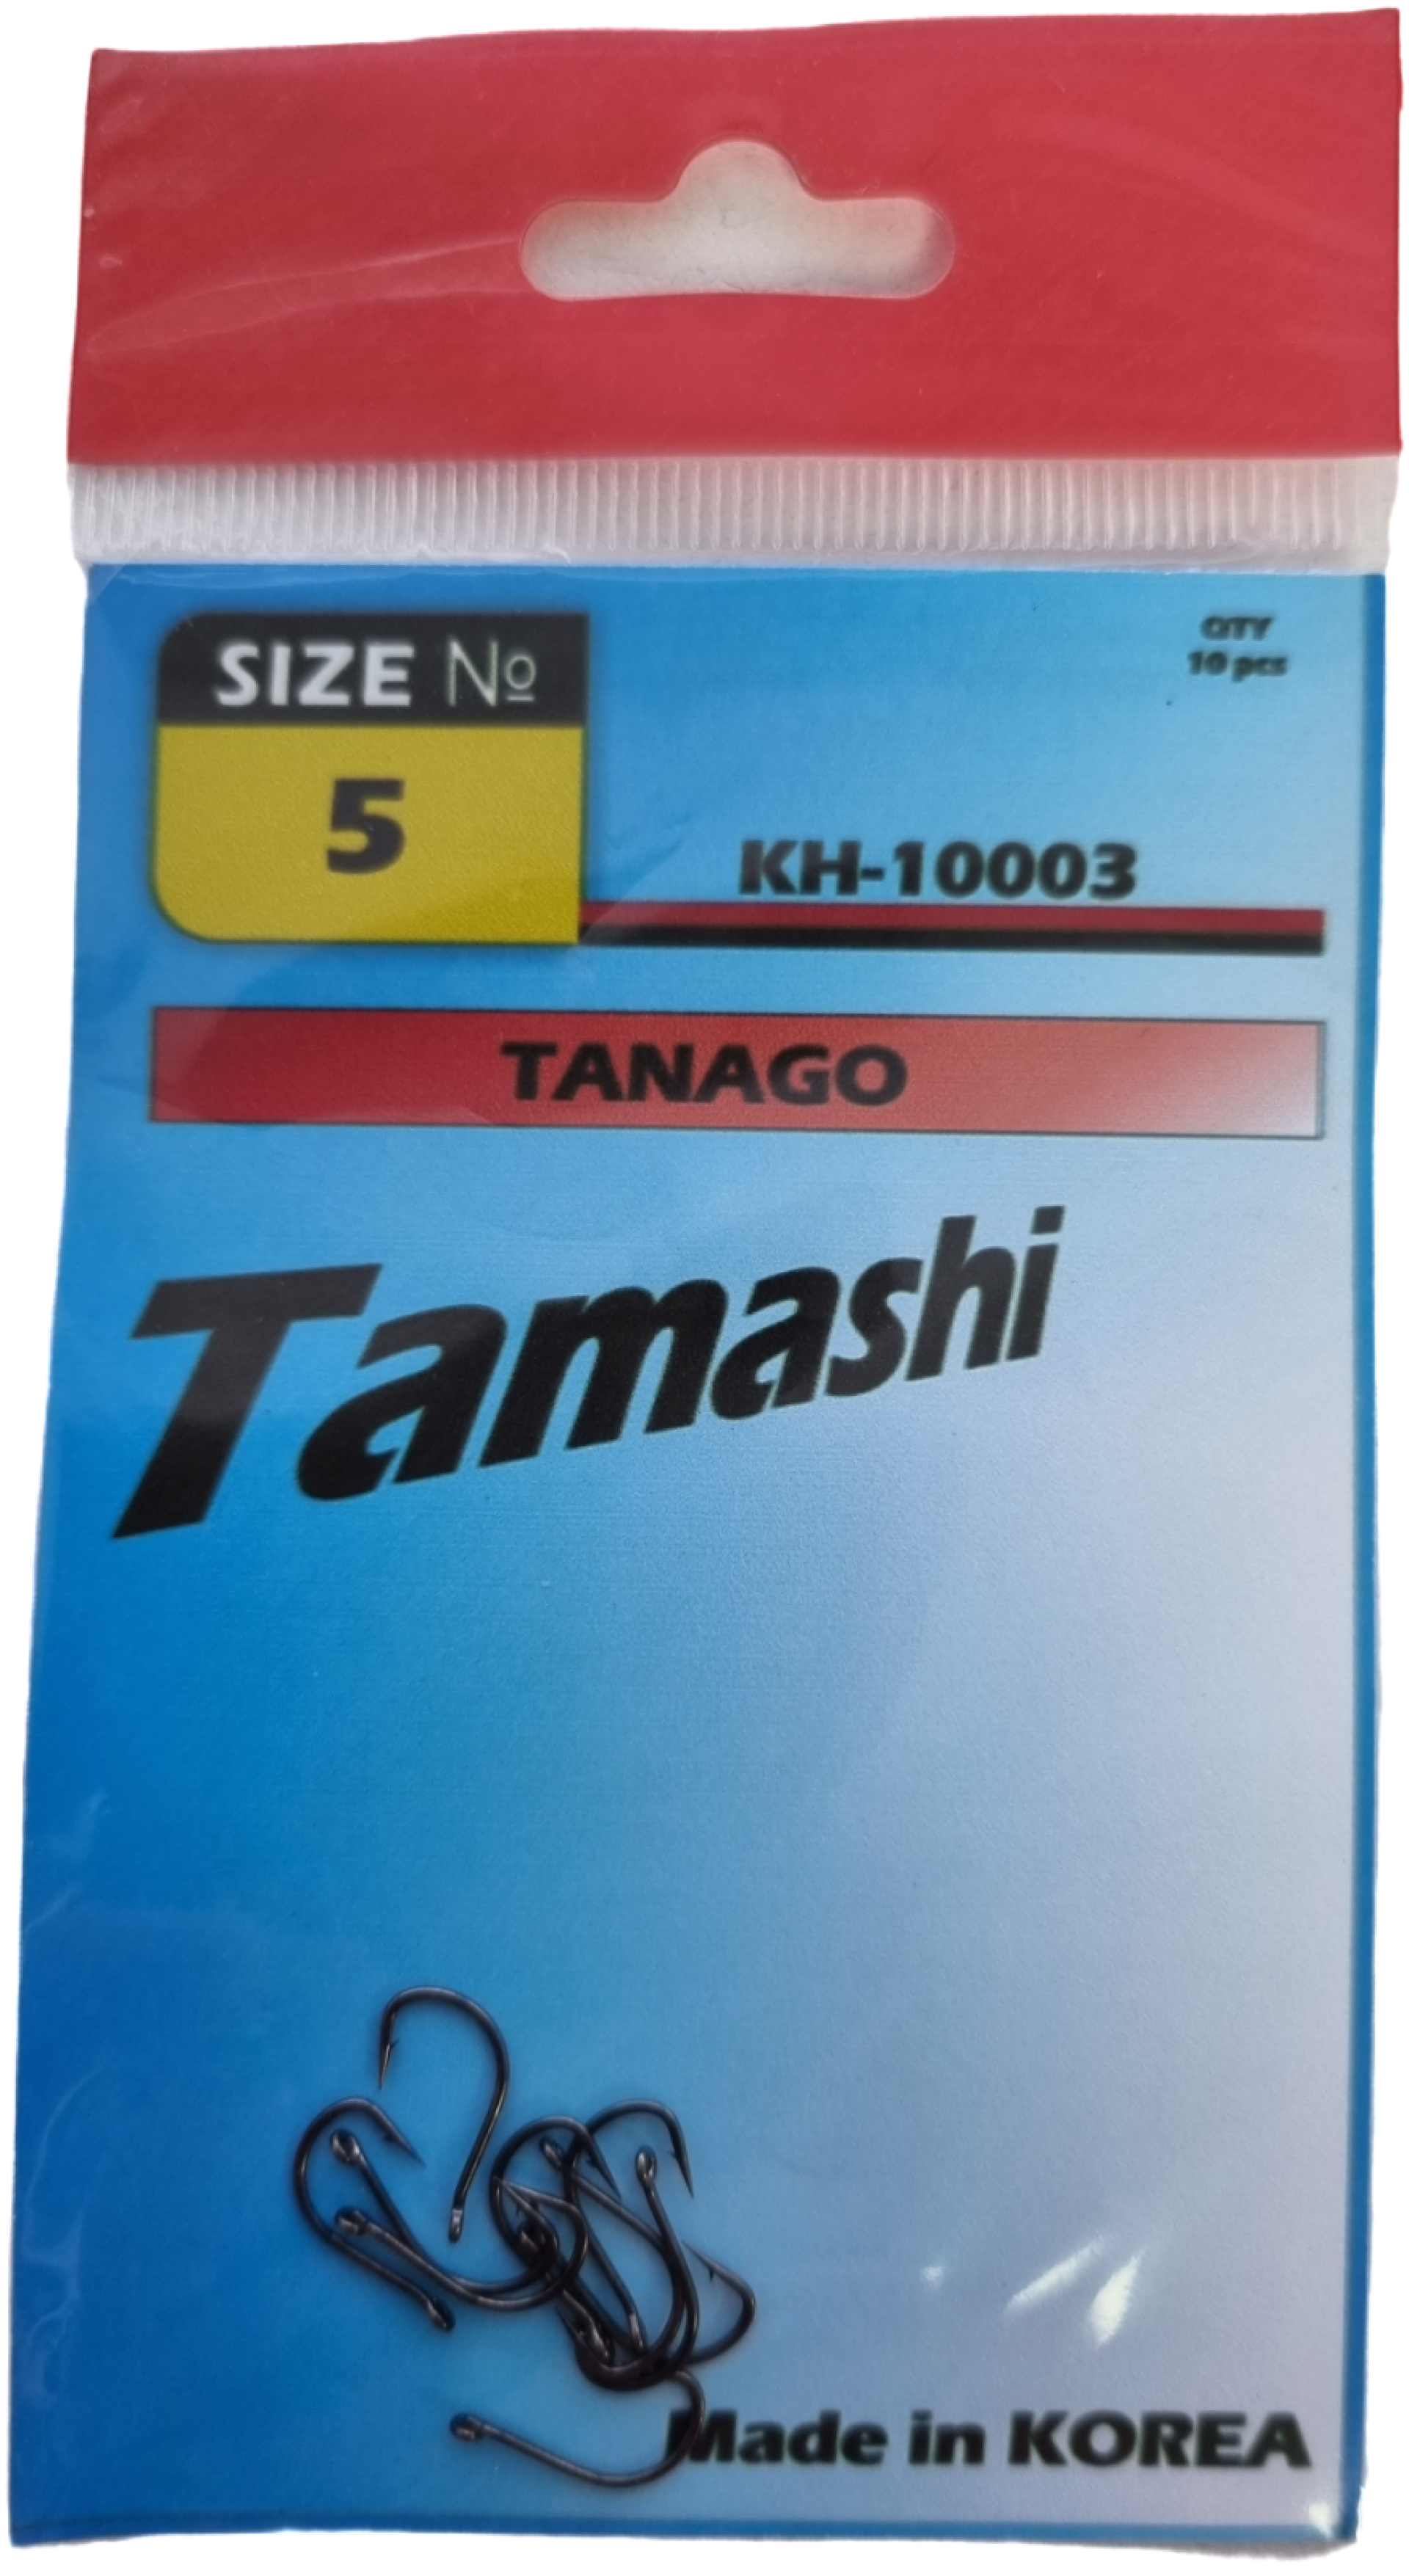 SIZE №
5
QTY
10 pcs
KH-10003
TANAGO
Tamashi
Made in KOREA